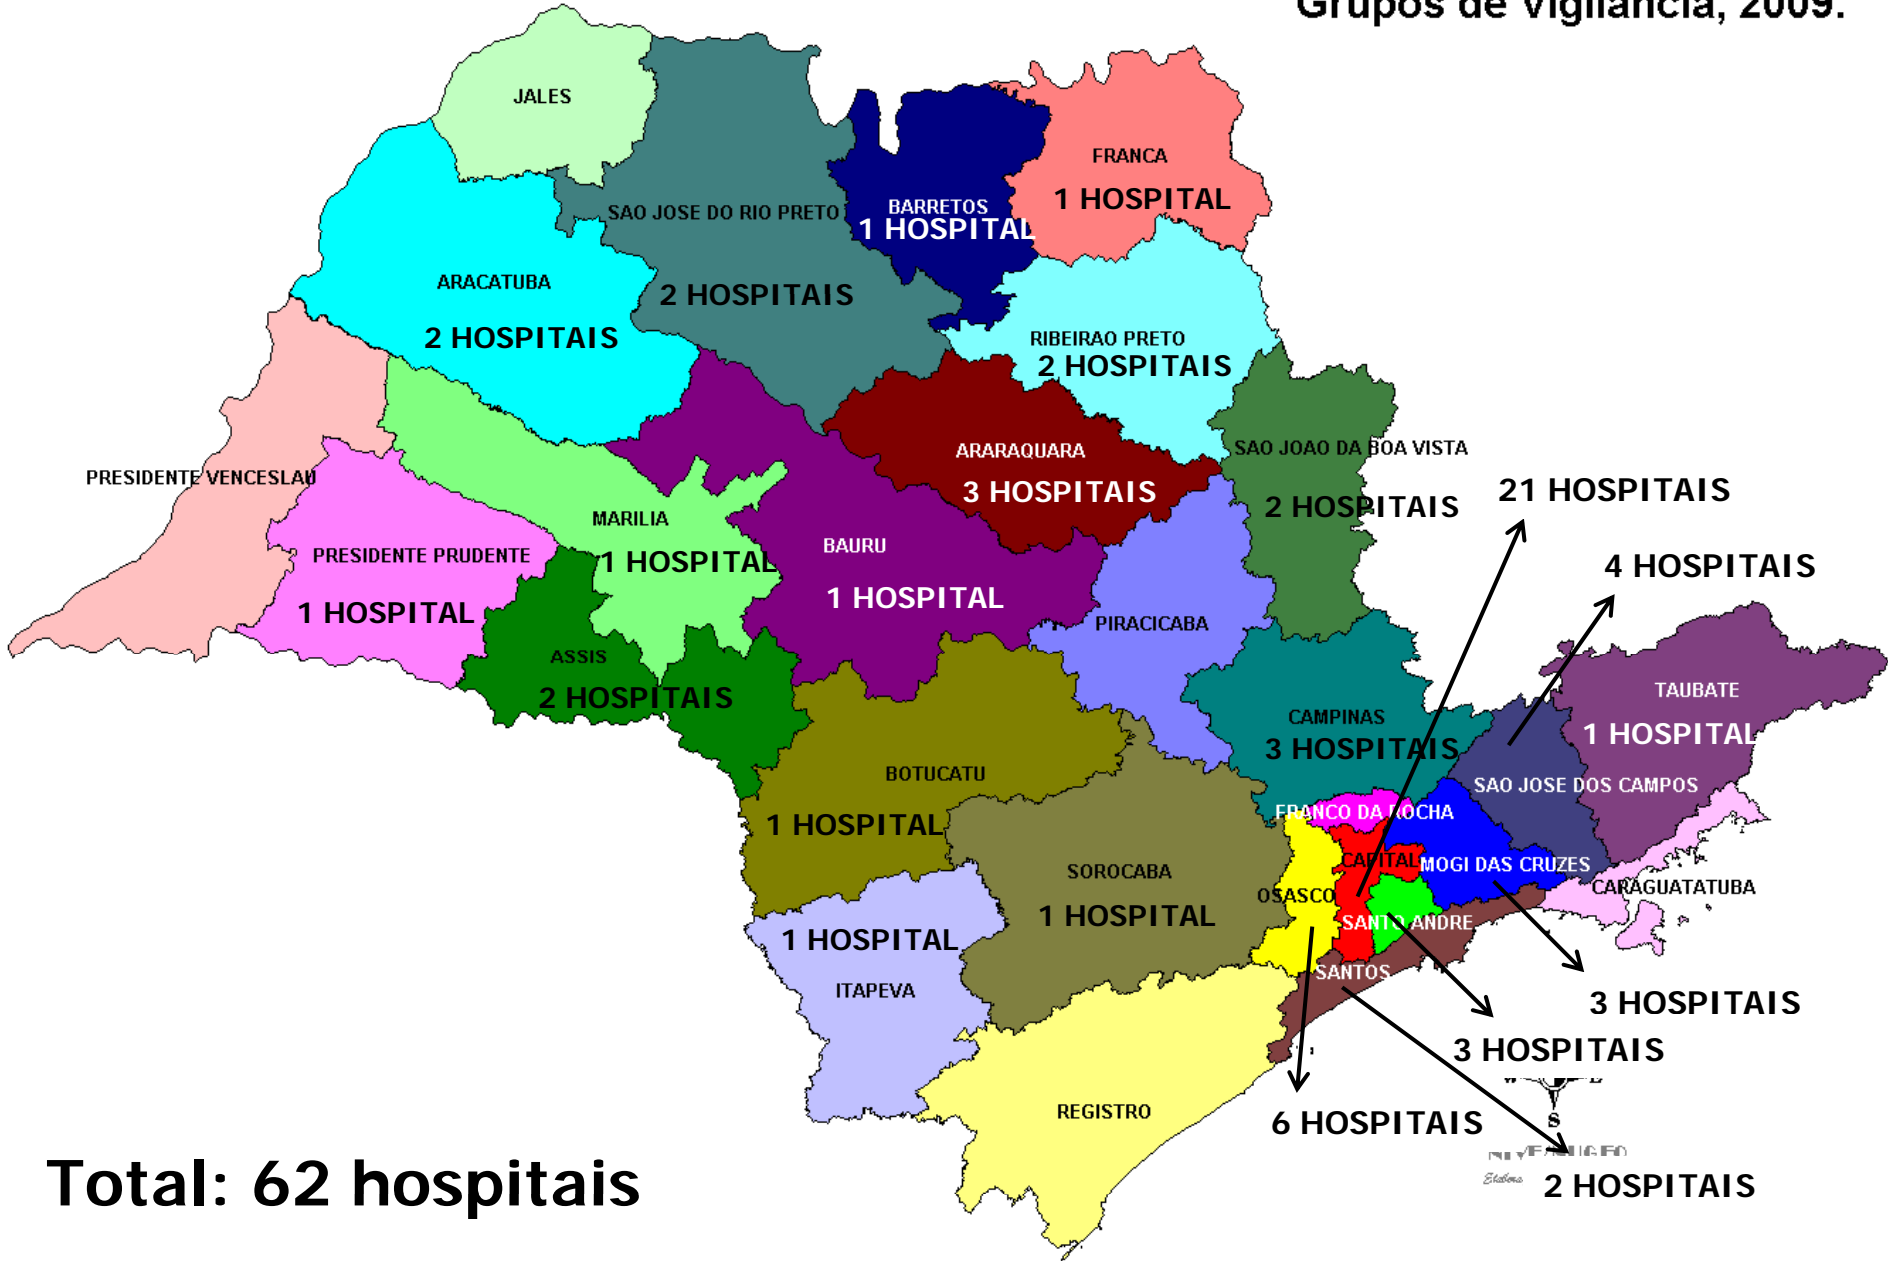 Grupos de Vigilância, 2009.
JALES
FRANCA
1 HOSPITAL
SAO JOSE DO RIO PRETO
2 HOSPITAIS
BARRETOS
1 HOSPITAL
ARACATUBA
2 HOSPITAIS
RIBEIRAO PRETO
2 HOSPITAIS
ARARAQUARA
3 HOSPITAIS
SAO JOAO DA BOA VISTA
2 HOSPITAIS
21 HOSPITAIS
4 HOSPITAIS
PRESIDENTE VENCESLAU
MARILIA
1 HOSPITAL
BAURU
1 HOSPITAL
PRESIDENTE PRUDENTE
1 HOSPITAL
PIRACICABA
ASSIS
2 HOSPITAIS
TAUBATE
1 HOSPITAL
CAMPINAS
3 HOSPITAIS
BOTUCATU
1 HOSPITAL
SAO JOSE DOS CAMPOS
FRANCO DA ROCHA
CAPITAL
MOGI DAS CRUZES
SOROCABA
1 HOSPITAL
OSASCO
CARAGUATATUBA
SANTO ANDRE
1 HOSPITAL
ITAPEVA
SANTOS
3 HOSPITAIS
3 HOSPITAIS
S
REGISTRO
6 HOSPITAIS
2 HOSPITAIS
Total: 62 hospitais